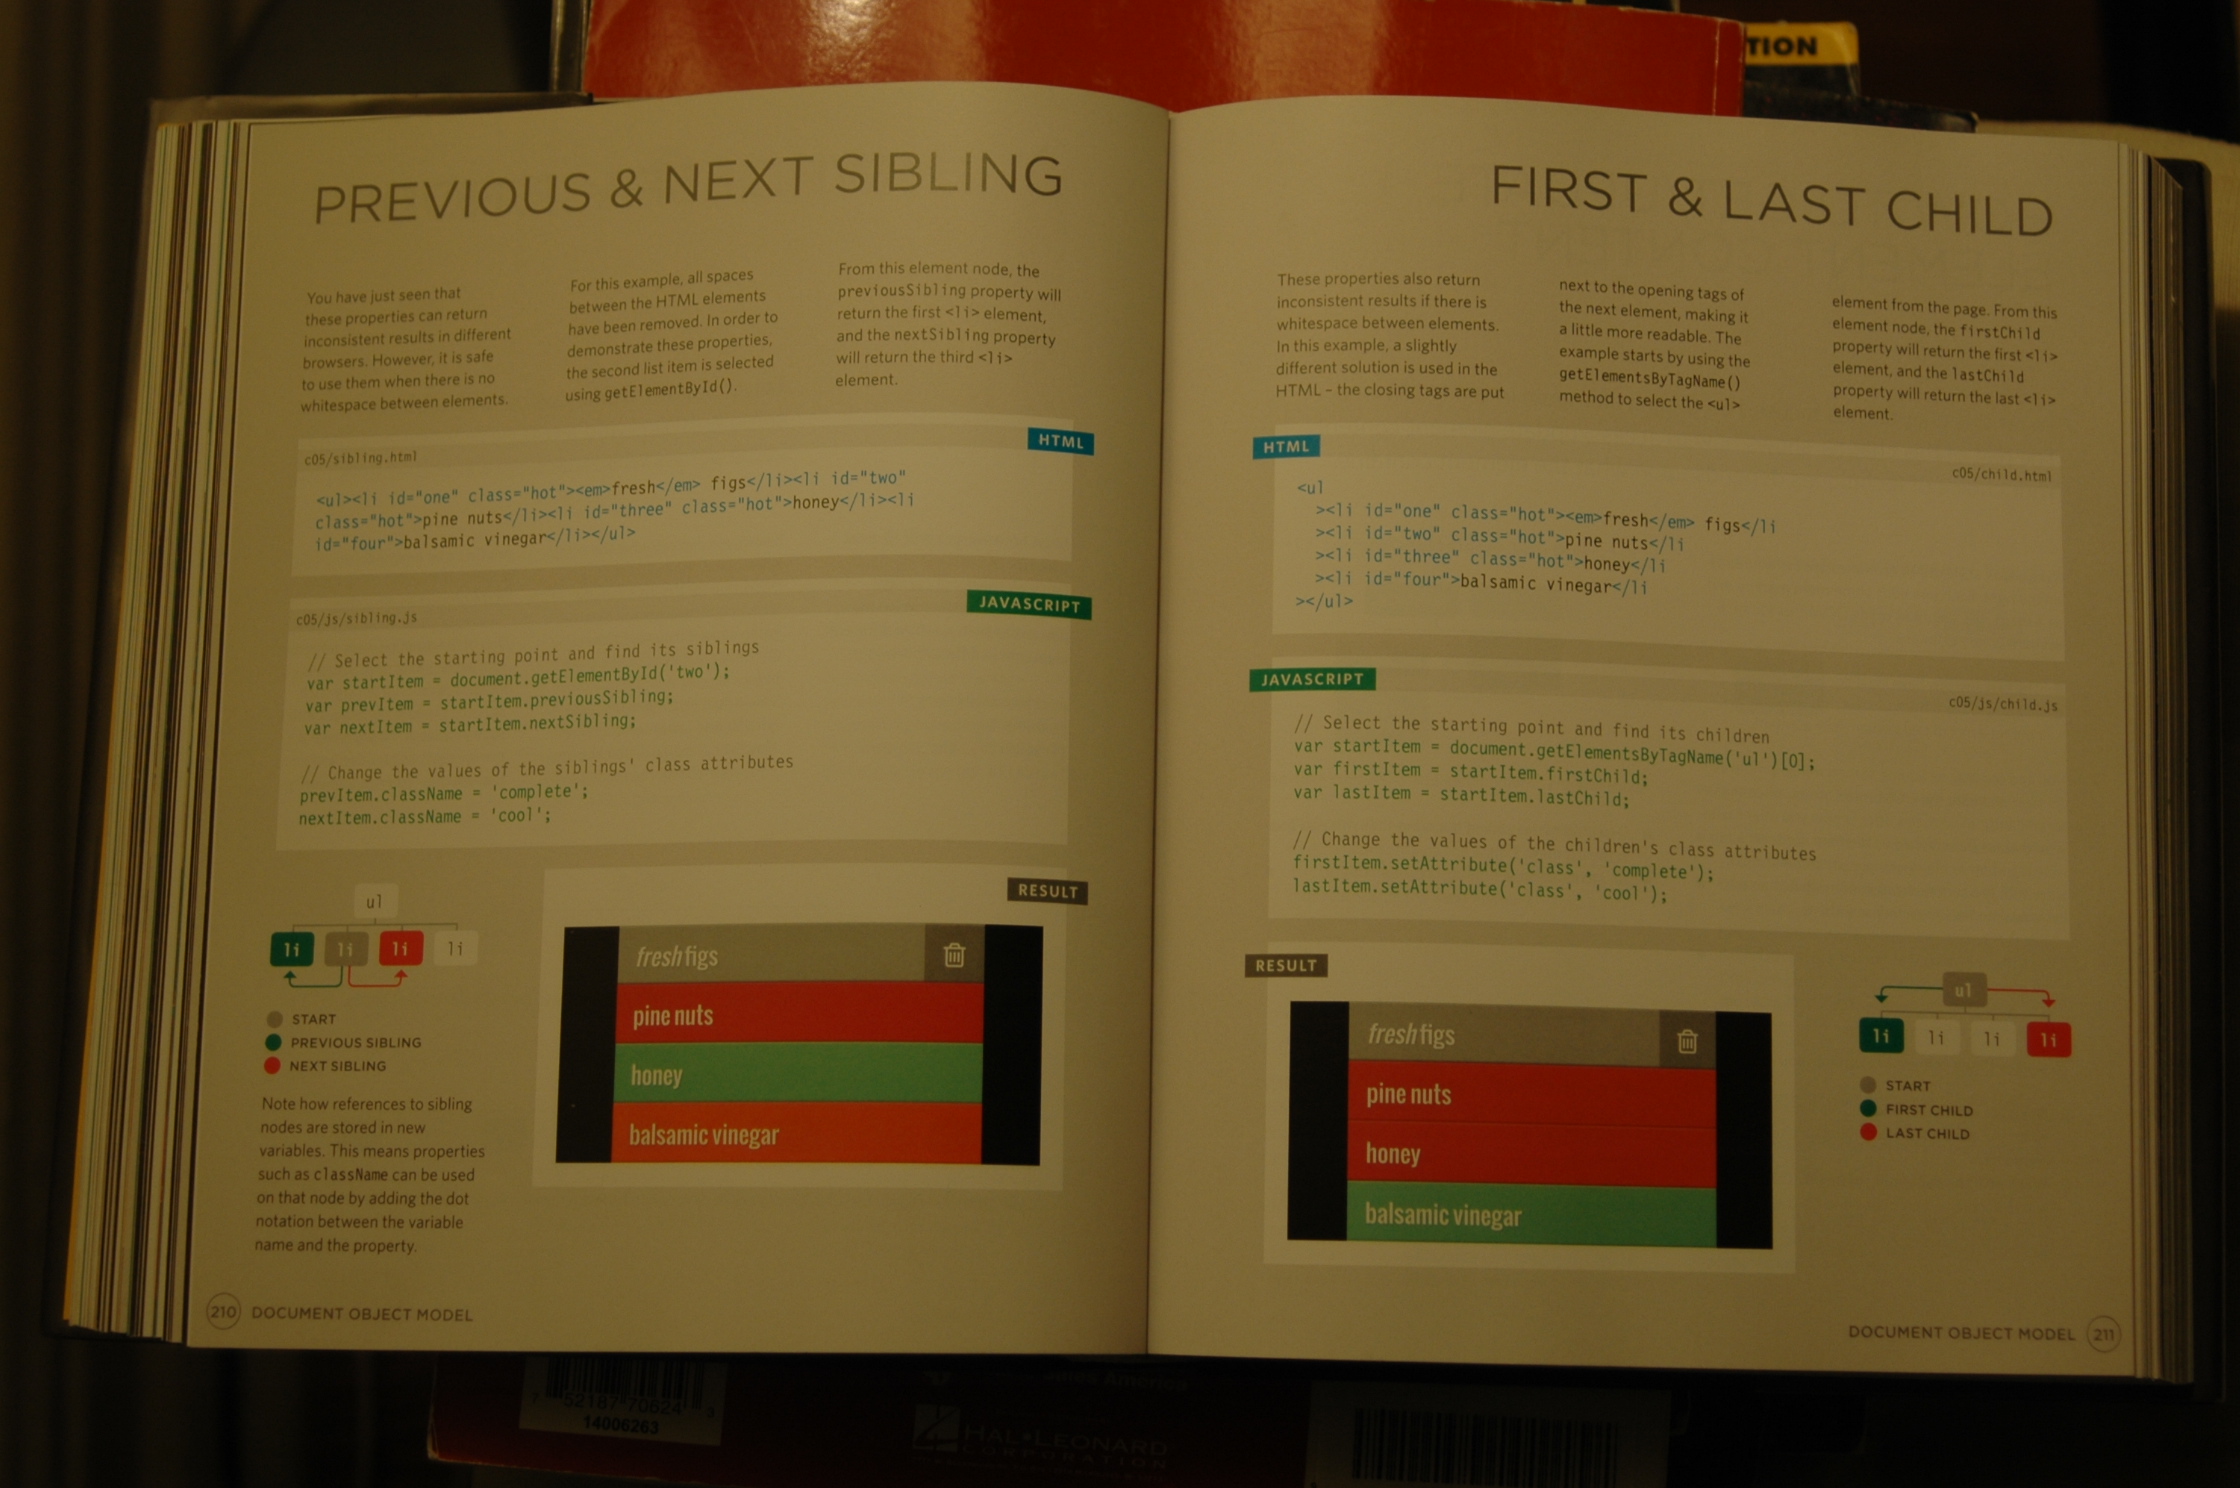 TION
PREVIOUS & NEXT SIBLING
You have just seen that
these properties can return
inconsistent results in different
browsers. However, it is safe
to use them when there is no
whitespace between elements.
For this example, all spaces
between the HTML elements
have been removed. In order to
demonstrate these properties,
the second list item is selected
using getElementById().
From this element node, the
previousSibling property will
return the first <li> element,
and the nextSibling property
will return the third <li>
element.
HTML
c05/sibling.html
<ul><li id="one" class="hot"><em>fresh</em> figs</li><li id="two"
class="hot">pine nuts</li><li id="three" class="hot">honey</li><li
id="four">balsamic vinegar</li></ul>
JAVASCRIPT
c05/js/sibling.js
// Select the starting point and find its siblings
var startItem = document.getElementById('two');
var prevItem = startItem.previousSibling;
var nextItem = startItem.nextSibling;
// Change the values of the siblings' class attributes
prevItem.className = 'complete';
nextItem.className = 'cool';
ul
li li li li
START
PREVIOUS SIBLING
NEXT SIBLING
Note how references to sibling
nodes are stored in new
variables. This means properties
such as className can be used
on that node by adding the dot
notation between the variable
name and the property.
RESULT
fresh figs
pine nuts
honey
balsamic vinegar
210 DOCUMENT OBJECT MODEL
FIRST & LAST CHILD
These properties also return
inconsistent results if there is
whitespace between elements.
In this example, a slightly
different solution is used in the
HTML – the closing tags are put
next to the opening tags of
the next element, making it
a little more readable. The
example starts by using the
getElementsByTagName()
method to select the <ul>
element from the page. From this
element node, the firstChild
property will return the first <li>
element, and the lastChild
property will return the last <li>
element.
HTML
c05/child.html
<ul
><li id="one" class="hot"><em>fresh</em> figs</li
><li id="two" class="hot">pine nuts</li
><li id="three" class="hot">honey</li
><li id="four">balsamic vinegar</li
></ul>
JAVASCRIPT
c05/js/child.js
// Select the starting point and find its children
var startItem = document.getElementsByTagName('ul')[0];
var firstItem = startItem.firstChild;
var lastItem = startItem.lastChild;
// Change the values of the children's class attributes
firstItem.setAttribute('class', 'complete');
lastItem.setAttribute('class', 'cool');
RESULT
fresh figs
pine nuts
honey
balsamic vinegar
ul
li li li li
START
FIRST CHILD
LAST CHILD
DOCUMENT OBJECT MODEL 211
7 52187 70624 9
14006263
HAL•LEONARD
CORPORATION